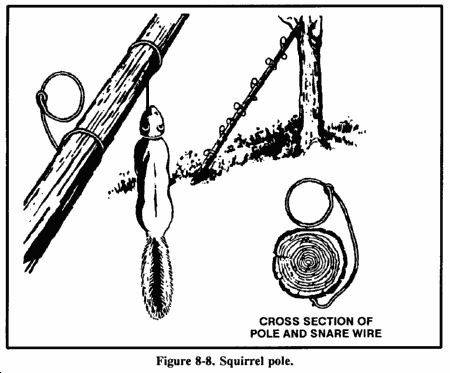 CROSS SECTION OF
POLE AND SNARE WIRE
Figure 8-8. Squirrel pole.